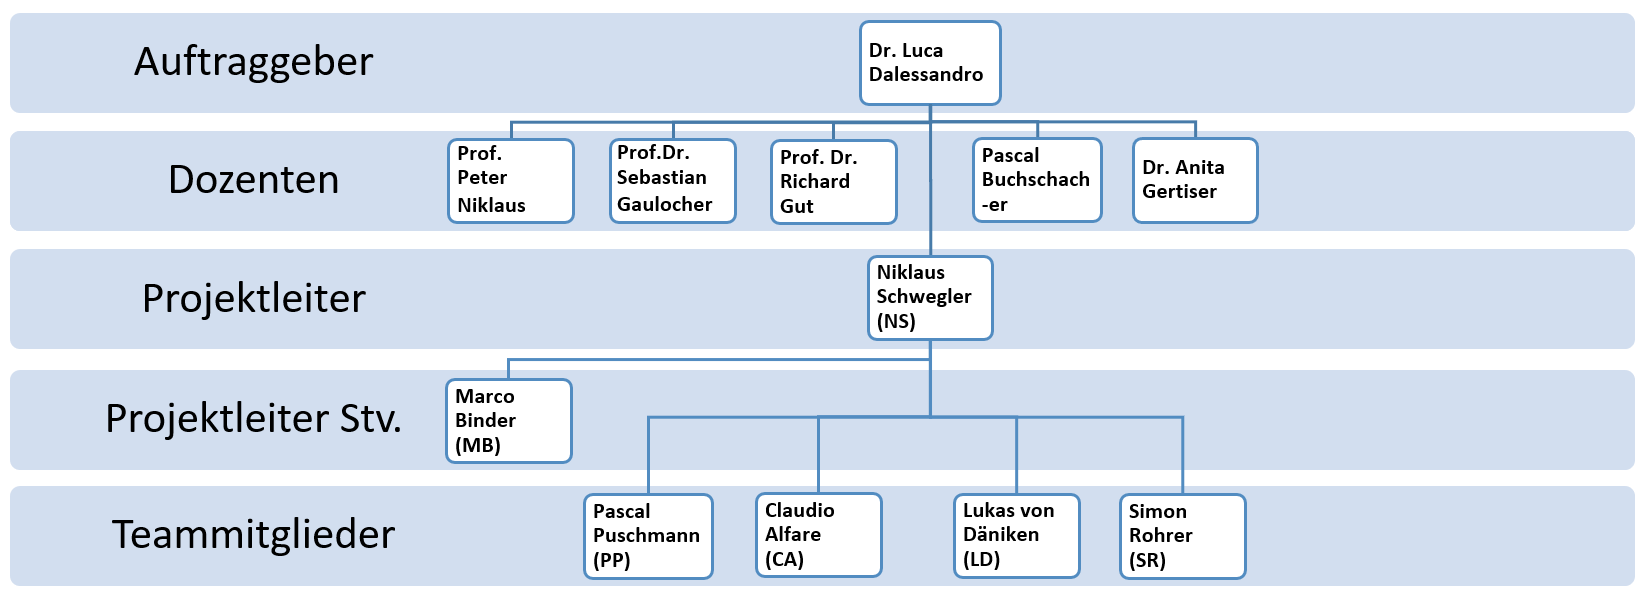 Auftraggeber
Dr. Luca
Dalessandro
Dozenten
Prof.
Peter
Niklaus
Prof.Dr.
Sebastian
Gaulocher
Prof. Dr.
Richard
Gut
Pascal
Buchschach
-er
Dr. Anita
Gertiser
Projektleiter
Niklaus
Schwegler
(NS)
Projektleiter Stv.
Marco
Binder
(MB)
Teammitglieder
Pascal
Puschmann
(PP)
Claudio
Alfare
(CA)
Lukas von
Däniken
(LD)
Simon
Rohrer
(SR)